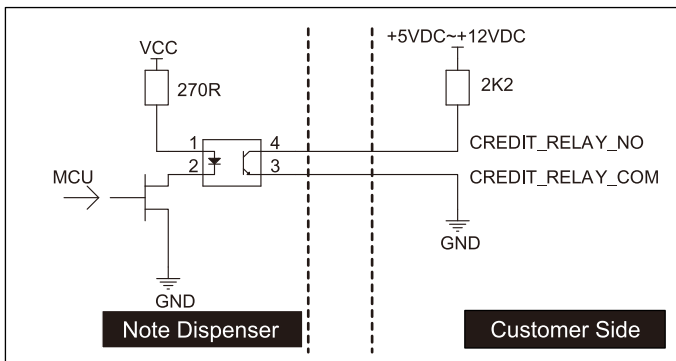 VCC
+5VDC~+12VDC
270R
2K2
1
4
CREDIT_RELAY_NO
2
3
CREDIT_RELAY_COM
MCU
GND
GND
Note Dispenser
Customer Side